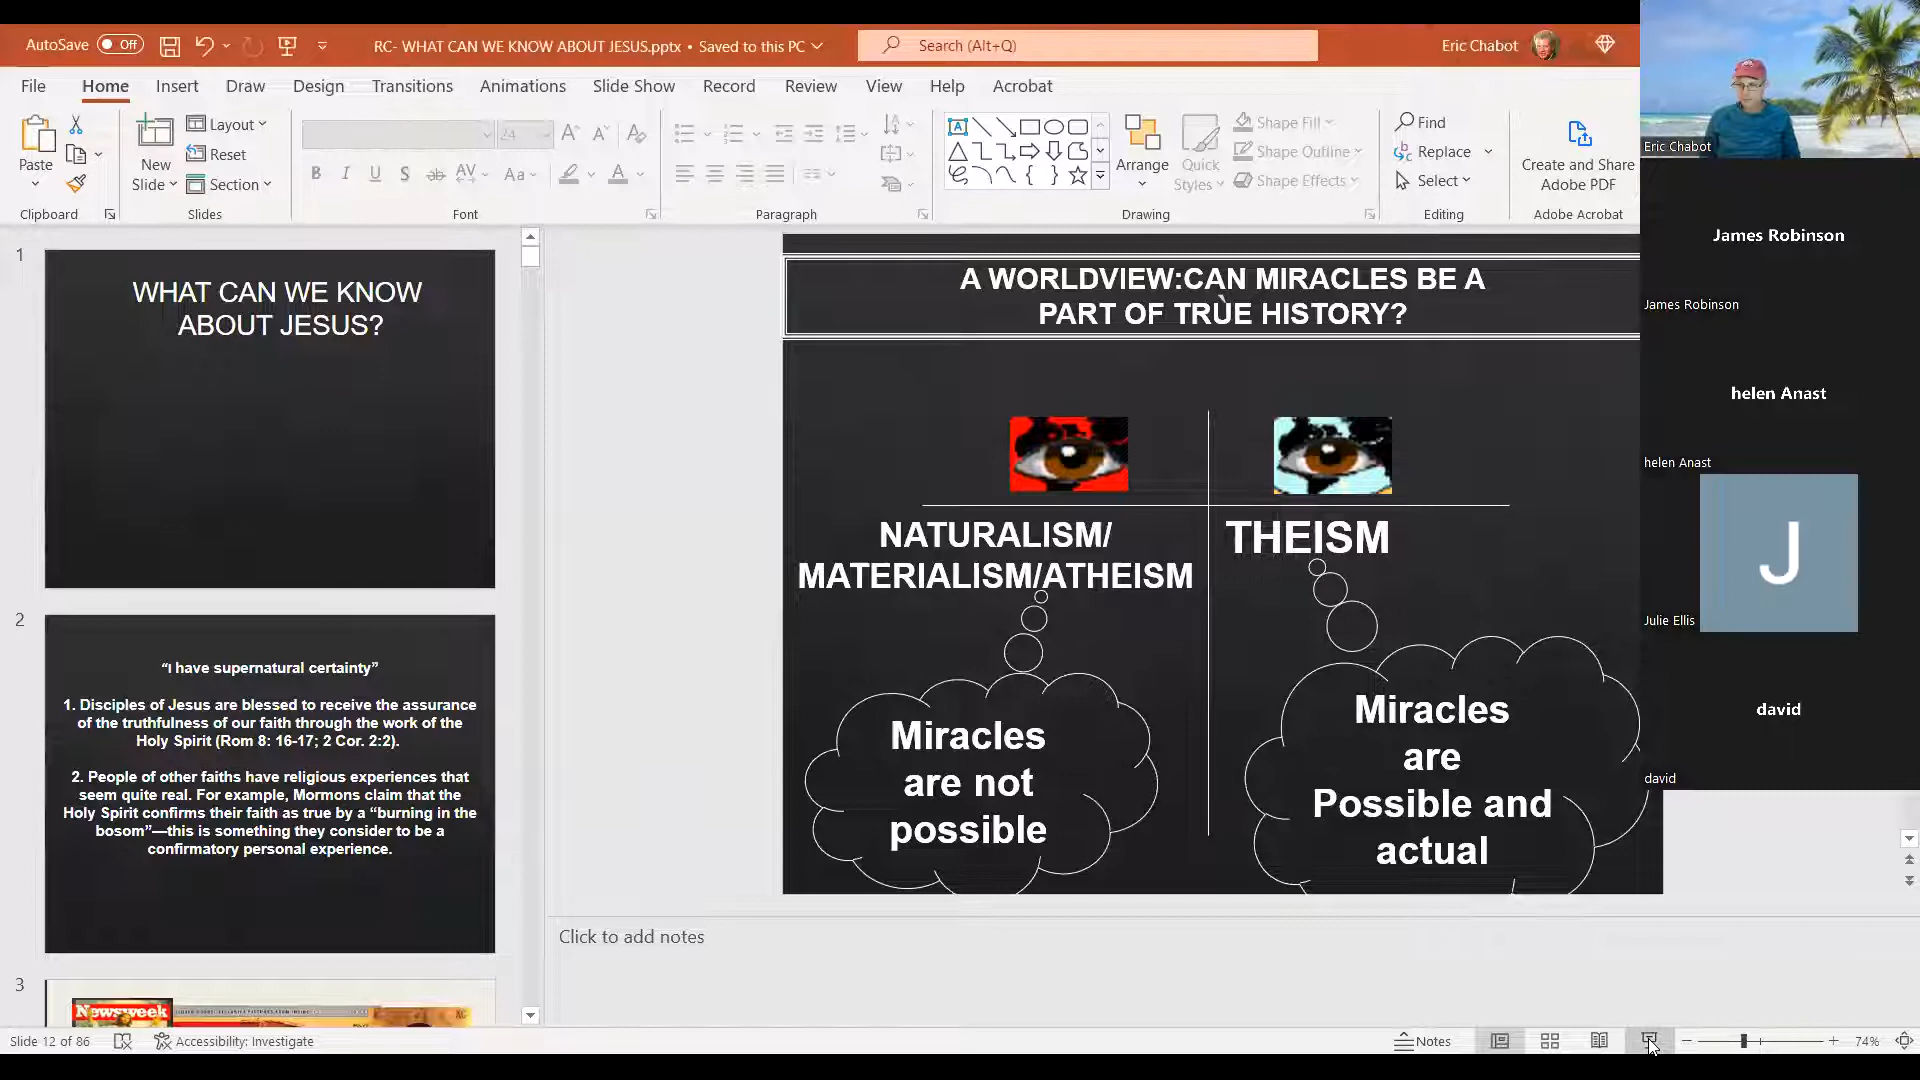 AutoSave Off
RC- WHAT CAN WE KNOW ABOUT JESUS.pptx • Saved to this PC
Search (Alt+Q)
Eric Chabot
File Home Insert Draw Design Transitions Animations Slide Show Record Review View Help Acrobat
Paste
New
Slide
Layout
Reset
Section
24
B I U S ab AV Aa A
Arrange
Quick
Styles
Shape Fill
Shape Outline
Shape Effects
Find
Replace
Select
Create and Share
Adobe PDF
Clipboard Slides Font Paragraph Drawing Editing Adobe Acrobat
1
WHAT CAN WE KNOW
ABOUT JESUS?
2
“I have supernatural certainty”
1. Disciples of Jesus are blessed to receive the assurance
of the truthfulness of our faith through the work of the
Holy Spirit (Rom 8: 16-17; 2 Cor. 2:2).
2. People of other faiths have religious experiences that
seem quite real. For example, Mormons claim that the
Holy Spirit confirms their faith as true by a “burning in the
bosom”—this is something they consider to be a
confirmatory personal experience.
3
Newsweek
A WORLDVIEW:CAN MIRACLES BE A
PART OF TRUE HISTORY?
NATURALISM/
MATERIALISM/ATHEISM
THEISM
Miracles
are not
possible
Miracles
are
Possible and
actual
Click to add notes
Eric Chabot
James Robinson
James Robinson
helen Anast
helen Anast
J
Julie Ellis
david
david
Slide 12 of 86
Accessibility: Investigate
Notes
74%